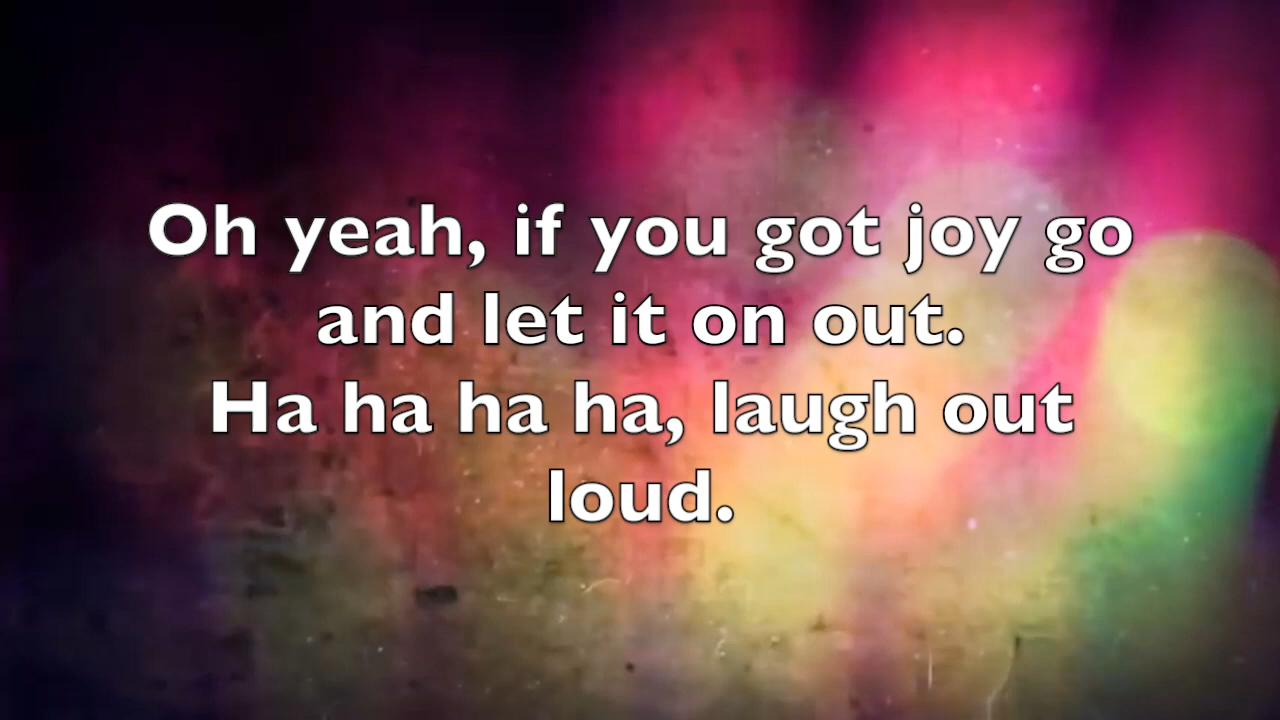 Oh yeah, if you got joy go
and let it on out.
Ha ha ha ha, laugh out
loud.